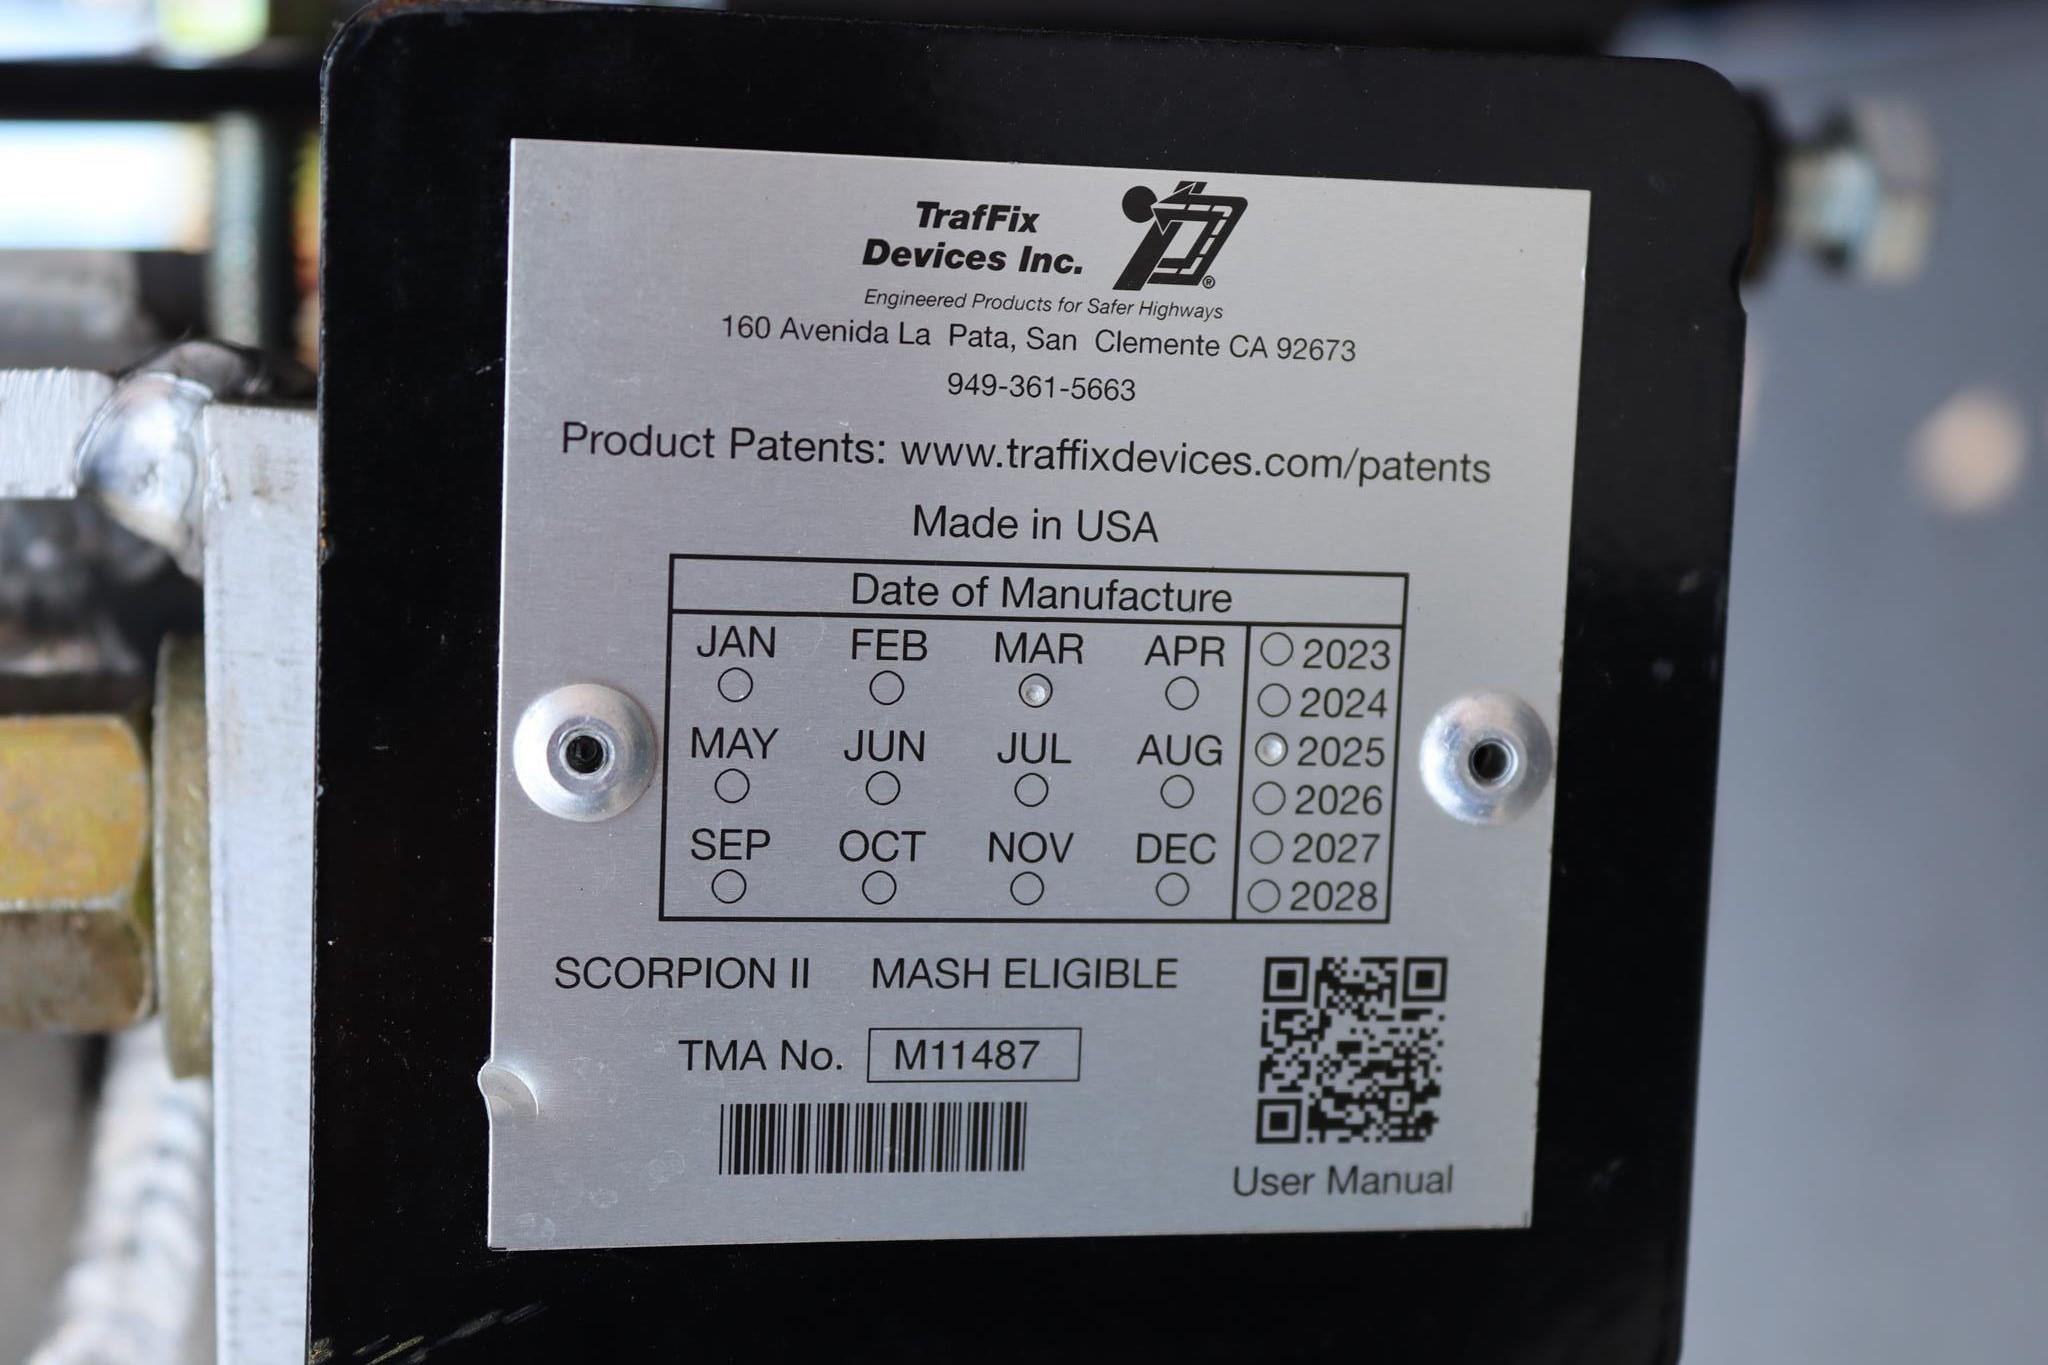 TrafFix
Devices Inc.
®
Engineered Products for Safer Highways
160 Avenida La Pata, San Clemente CA 92673
949-361-5663
Product Patents: www.traffixdevices.com/patents
Made in USA
Date of Manufacture
JAN FEB MAR APR
MAY JUN JUL AUG
SEP OCT NOV DEC
2023
2024
2025
2026
2027
2028
SCORPION II MASH ELIGIBLE
TMA No. M11487
User Manual